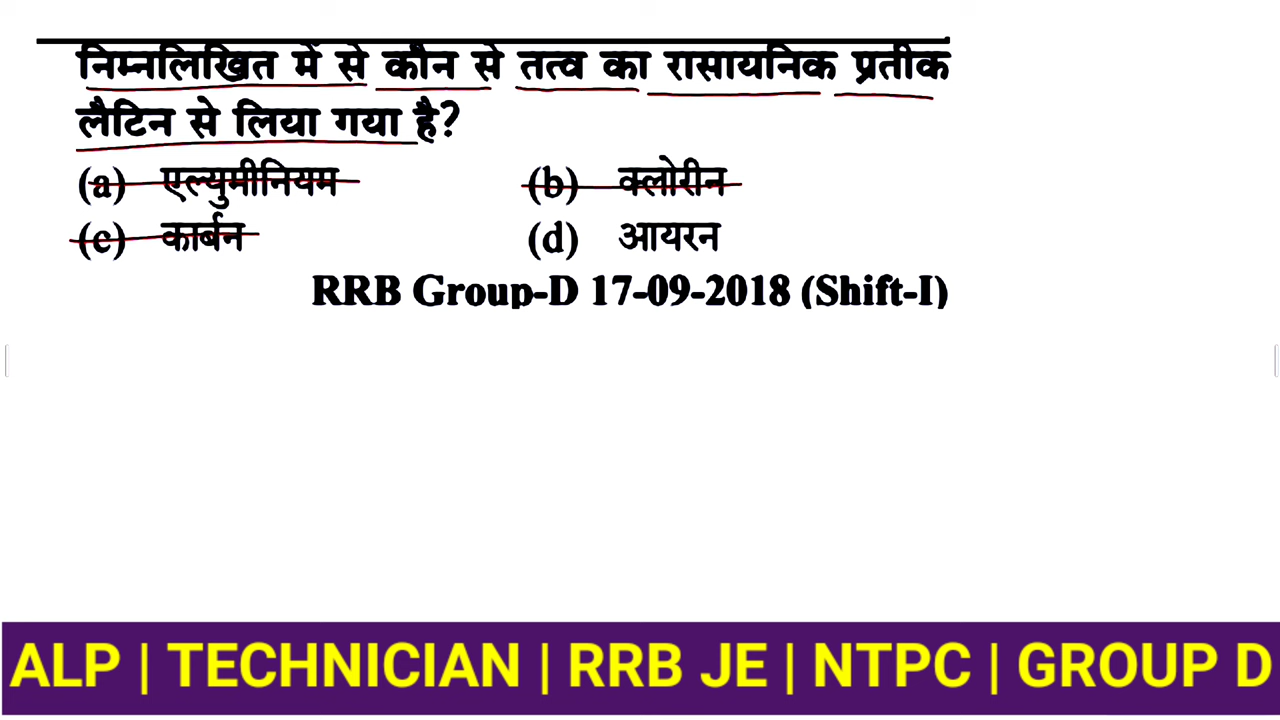 निम्नलिखित में से कौन से तत्व का रासायनिक प्रतीक
लैटिन से लिया गया है?
(a) एल्युमीनियम (b) क्लोरीन
(c) कार्बन (d) आयरन
RRB Group-D 17-09-2018 (Shift-I)
ALP | TECHNICIAN | RRB JE | NTPC | GROUP D